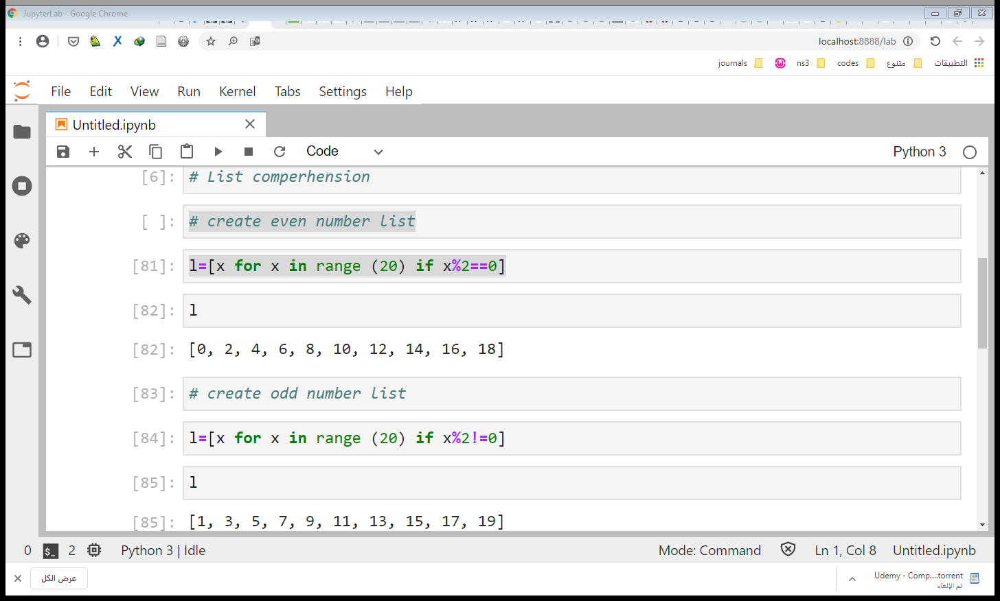 JupyterLab - Google Chrome
localhost:8888/lab
journals ns3 codes متنوع التطبيقات
File Edit View Run Kernel Tabs Settings Help
Untitled.ipynb
Code Python 3
[6]: # List comperhension
[ ]: # create even number list
[81]: l=[x for x in range (20) if x%2==0]
[82]: l
[82]: [0, 2, 4, 6, 8, 10, 12, 14, 16, 18]
[83]: # create odd number list
[84]: l=[x for x in range (20) if x%2!=0]
[85]: l
[85]: [1, 3, 5, 7, 9, 11, 13, 15, 17, 19]
0 $_ 2 Python 3 | Idle Mode: Command Ln 1, Col 8 Untitled.ipynb
عرض الكل Udemy - Comp....torrent
تم الإلغاء